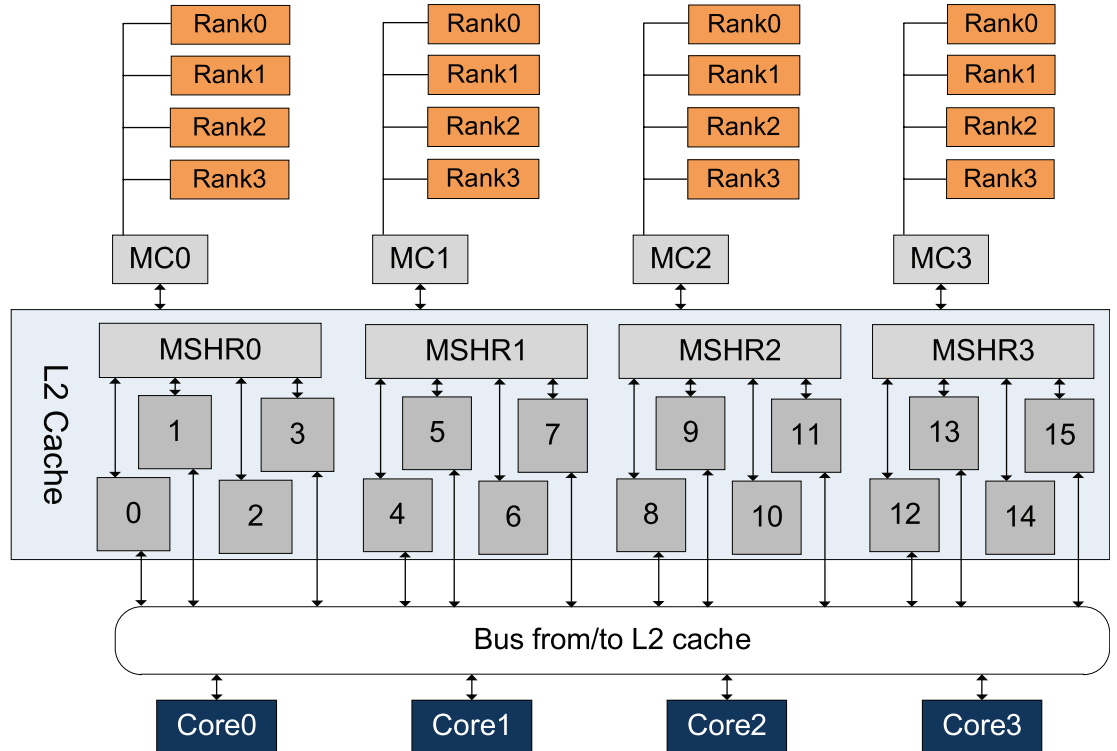 Rank0 Rank0 Rank0 Rank0
Rank1 Rank1 Rank1 Rank1
Rank2 Rank2 Rank2 Rank2
Rank3 Rank3 Rank3 Rank3
MC0 MC1 MC2 MC3
L2 Cache
MSHR0 MSHR1 MSHR2 MSHR3
1 3 5 7 9 11 13 15
0 2 4 6 8 10 12 14
Bus from/to L2 cache
Core0 Core1 Core2 Core3